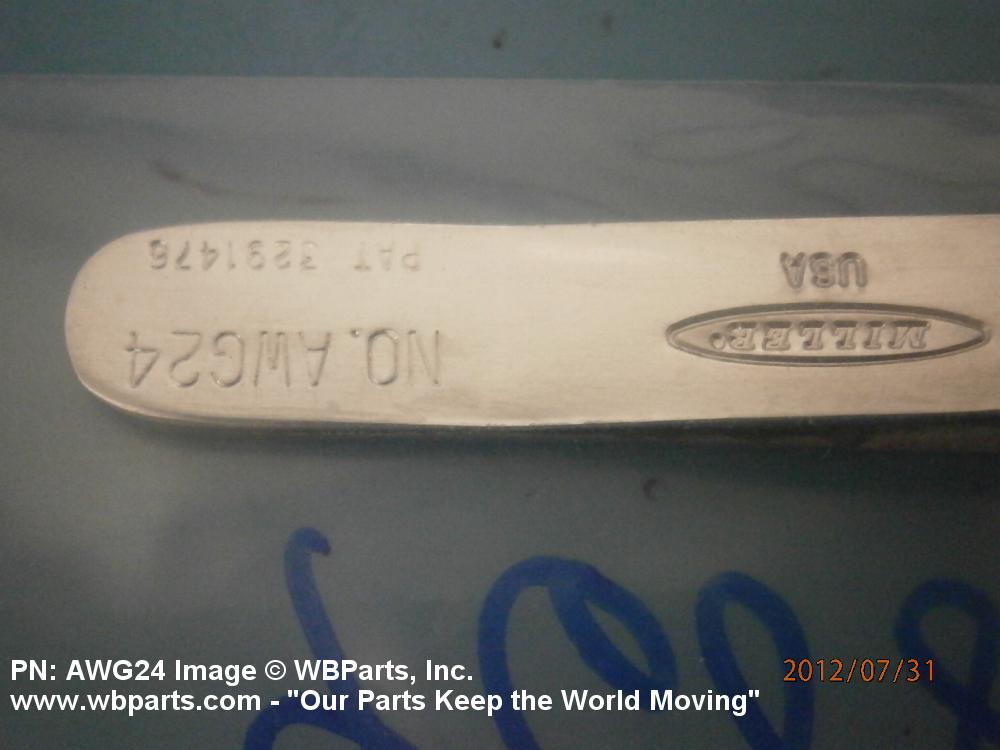 NO. AWG24
PAT 3291476
MILLER®
USA
PN: AWG24 Image © WBParts, Inc.
www.wbparts.com - "Our Parts Keep the World Moving"
2012/07/31